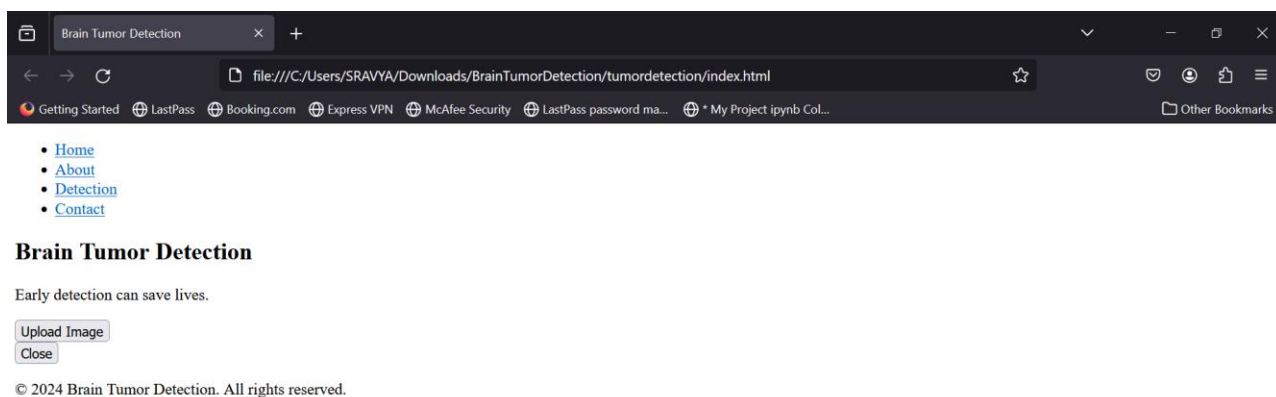 Brain Tumor Detection
file:///C:/Users/SRAVYA/Downloads/BrainTumorDetection/tumordetection/index.html
Getting Started LastPass Booking.com Express VPN McAfee Security LastPass password ma... * My Project ipynb Col... Other Bookmarks
Home
About
Detection
Contact
Brain Tumor Detection
Early detection can save lives.
Upload Image
Close
© 2024 Brain Tumor Detection. All rights reserved.